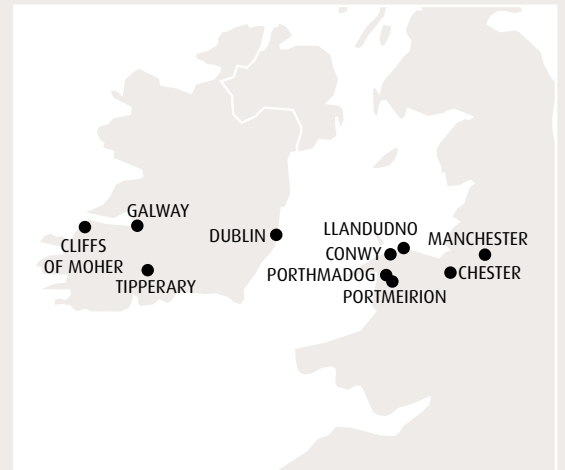 GALWAY
CLIFFS
OF MOHER
TIPPERARY
DUBLIN
LLANDUDNO
CONWY
MANCHESTER
PORTHMADOG
CHESTER
PORTMEIRION